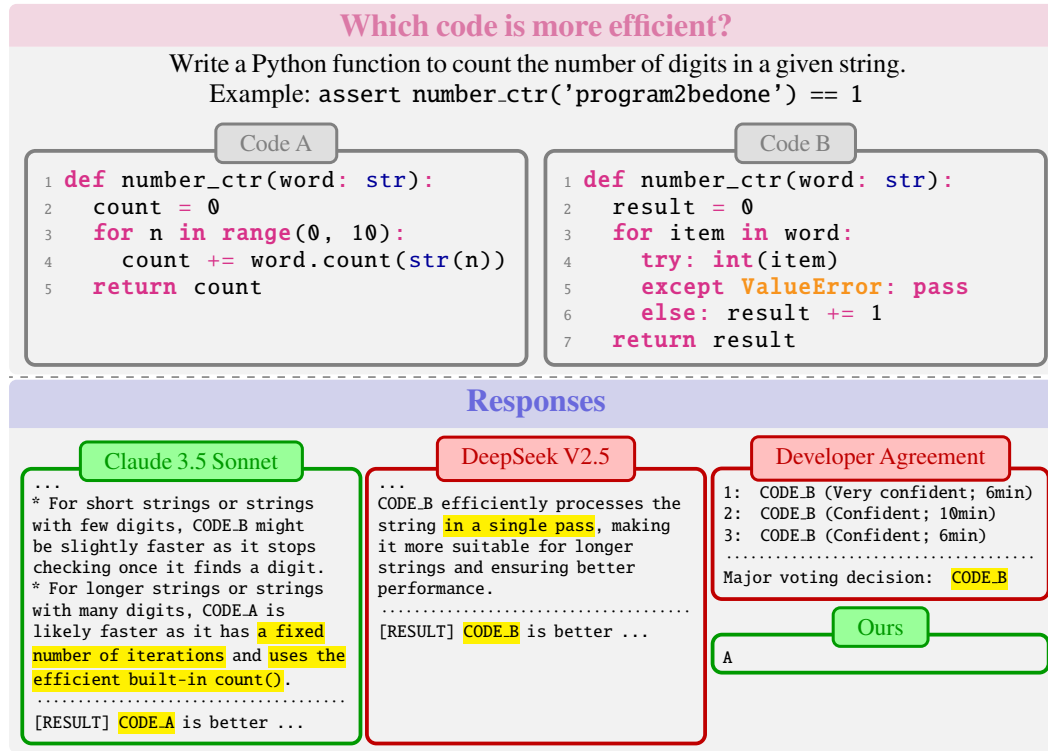 Which code is more efficient?
Write a Python function to count the number of digits in a given string.
Example: assert number_ctr('program2bedone') == 1
Code A
1 def number_ctr(word: str):
2   count = 0
3   for n in range(0, 10):
4     count += word.count(str(n))
5   return count
Code B
1 def number_ctr(word: str):
2   result = 0
3   for item in word:
4     try: int(item)
5     except ValueError: pass
6     else: result += 1
7   return result
Responses
Claude 3.5 Sonnet
...
* For short strings or strings
with few digits, CODE_B might
be slightly faster as it stops
checking once it finds a digit.
* For longer strings or strings
with many digits, CODE_A is
likely faster as it has a fixed
number of iterations and uses the
efficient built-in count().
[RESULT] CODE_A is better ...
DeepSeek V2.5
...
CODE_B efficiently processes the
string in a single pass, making
it more suitable for longer
strings and ensuring better
performance.
[RESULT] CODE_B is better ...
Developer Agreement
1: CODE_B (Very confident; 6min)
2: CODE_B (Confident; 10min)
3: CODE_B (Confident; 6min)
Major voting decision: CODE_B
Ours
A